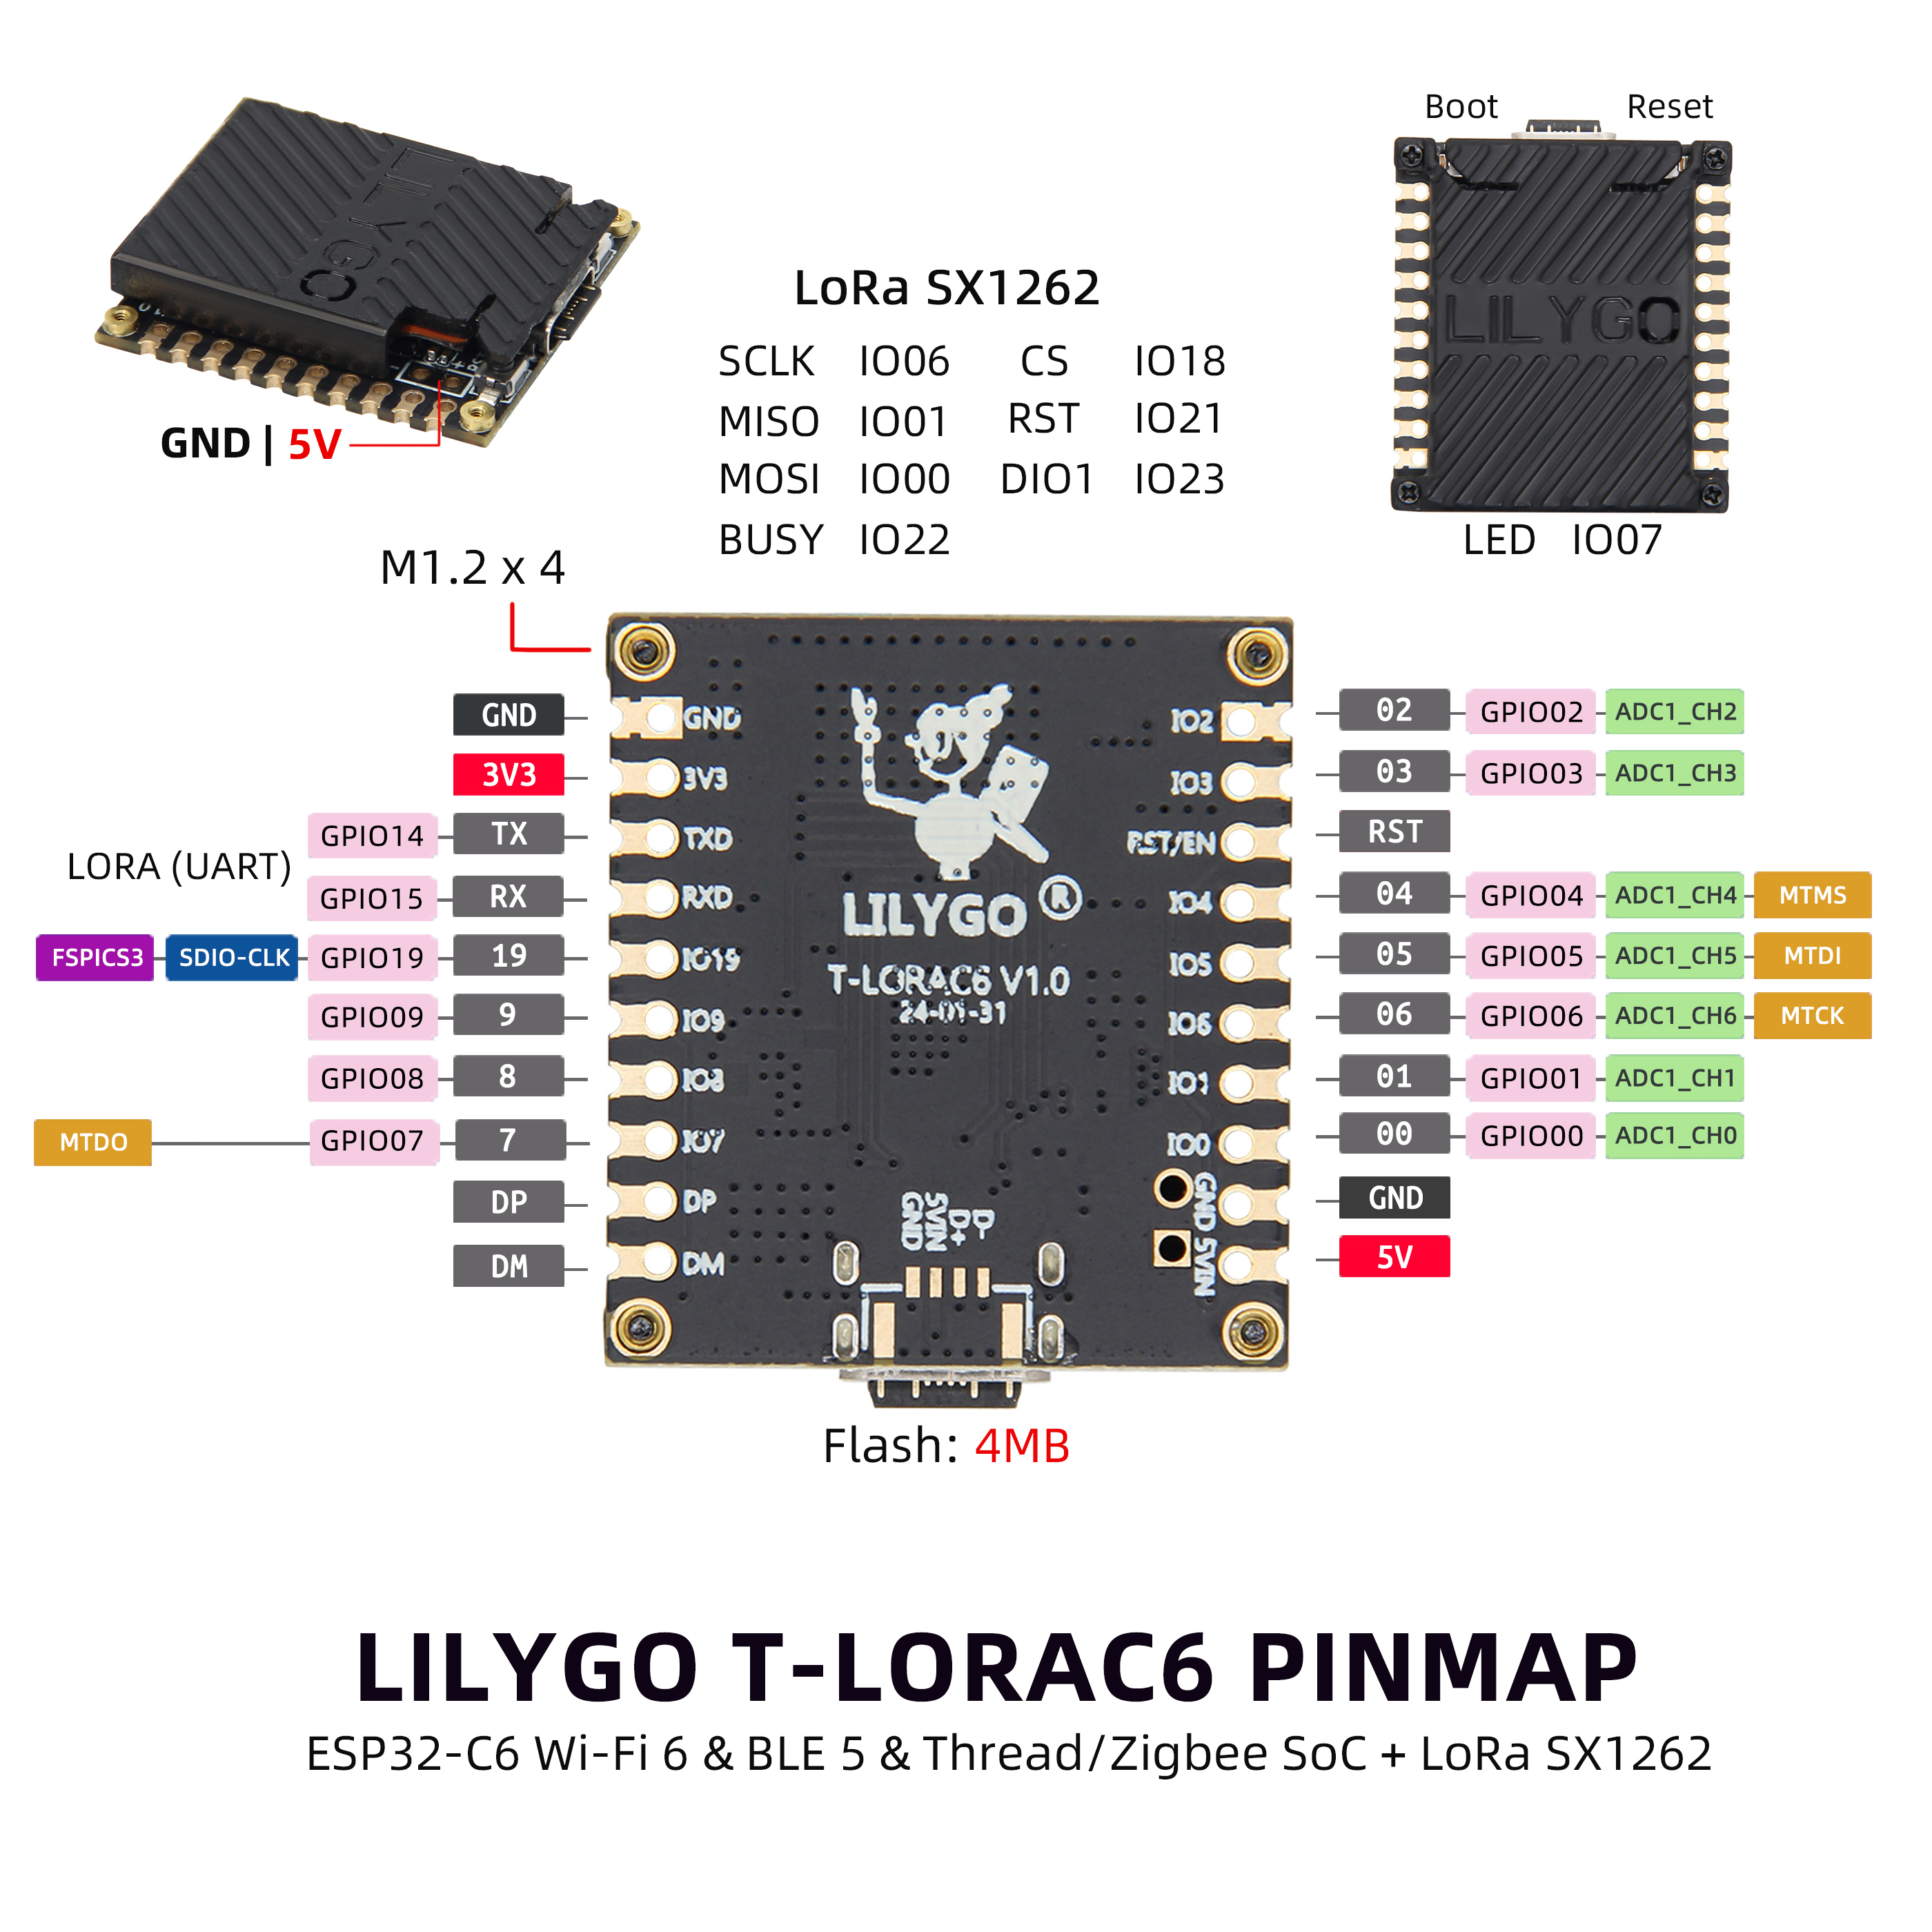 Boot Reset
LILYGO
LILYGO
GND | 5V
LoRa SX1262
SCLK IO06 CS IO18
MISO IO01 RST IO21
MOSI IO00 DIO1 IO23
BUSY IO22
LED IO07
M1.2 x 4
GND GND IO2 02 GPIO02 ADC1_CH2
3V3 3V3 IO3 03 GPIO03 ADC1_CH3
GPIO14 TX TXD RST/EN RST
LORA (UART)
GPIO15 RX RXD IO4 04 GPIO04 ADC1_CH4 MTMS
LILYGO ®
FSPICS3 SDIO-CLK GPIO19 19 IO19 IO5 05 GPIO05 ADC1_CH5 MTDI
T-LORAC6 V1.0
24-01-31
GPIO09 9 IO9 IO6 06 GPIO06 ADC1_CH6 MTCK
GPIO08 8 IO8 IO1 01 GPIO01 ADC1_CH1
MTDO GPIO07 7 IO7 IO0 00 GPIO00 ADC1_CH0
DP DP GND GND
GND 5VIN D+ D-
DM DM 5VIN 5V
Flash: 4MB
LILYGO T-LORAC6 PINMAP
ESP32-C6 Wi-Fi 6 & BLE 5 & Thread/Zigbee SoC + LoRa SX1262